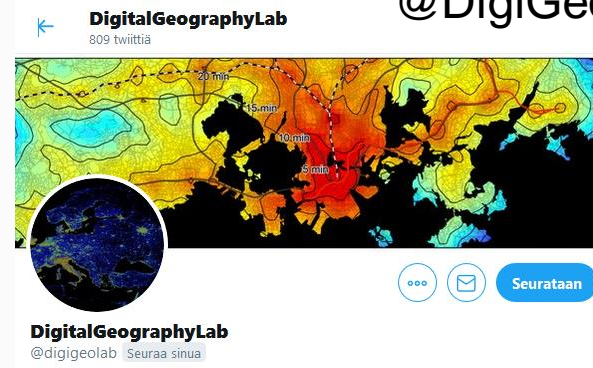 @DigiGeo
DigitalGeographyLab
809 twiittiä
20 min
15 min
10 min
5 min
Seurataan
DigitalGeographyLab
@digigeolab Seuraa sinua